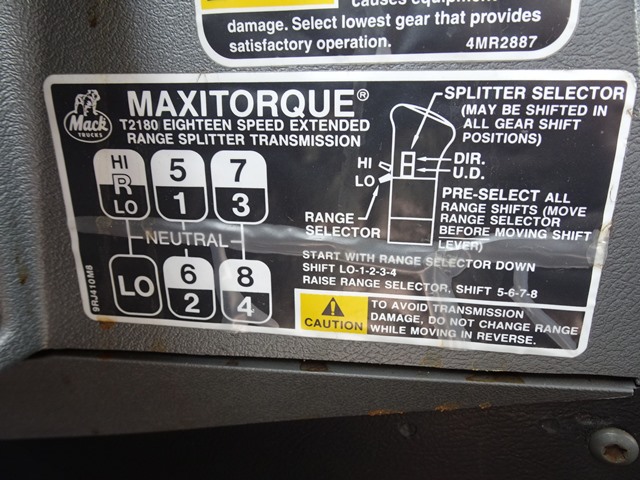 causes equipment
damage. Select lowest gear that provides
satisfactory operation. 4MR2887
Mack
TRUCKS
MAXITORQUE®
T2180 EIGHTEEN SPEED EXTENDED
RANGE SPLITTER TRANSMISSION
HI
R
LO
5
1
7
3
NEUTRAL
LO
6
2
8
4
9RJ410M8
SPLITTER SELECTOR
(MAY BE SHIFTED IN
ALL GEAR SHIFT
POSITIONS)
HI
LO
DIR.
U.D.
RANGE
SELECTOR
PRE-SELECT ALL
RANGE SHIFTS (MOVE
RANGE SELECTOR
BEFORE MOVING SHIFT
LEVER)
START WITH RANGE SELECTOR DOWN
SHIFT LO-1-2-3-4
RAISE RANGE SELECTOR, SHIFT 5-6-7-8
CAUTION
TO AVOID TRANSMISSION
DAMAGE, DO NOT CHANGE RANGE
WHILE MOVING IN REVERSE.